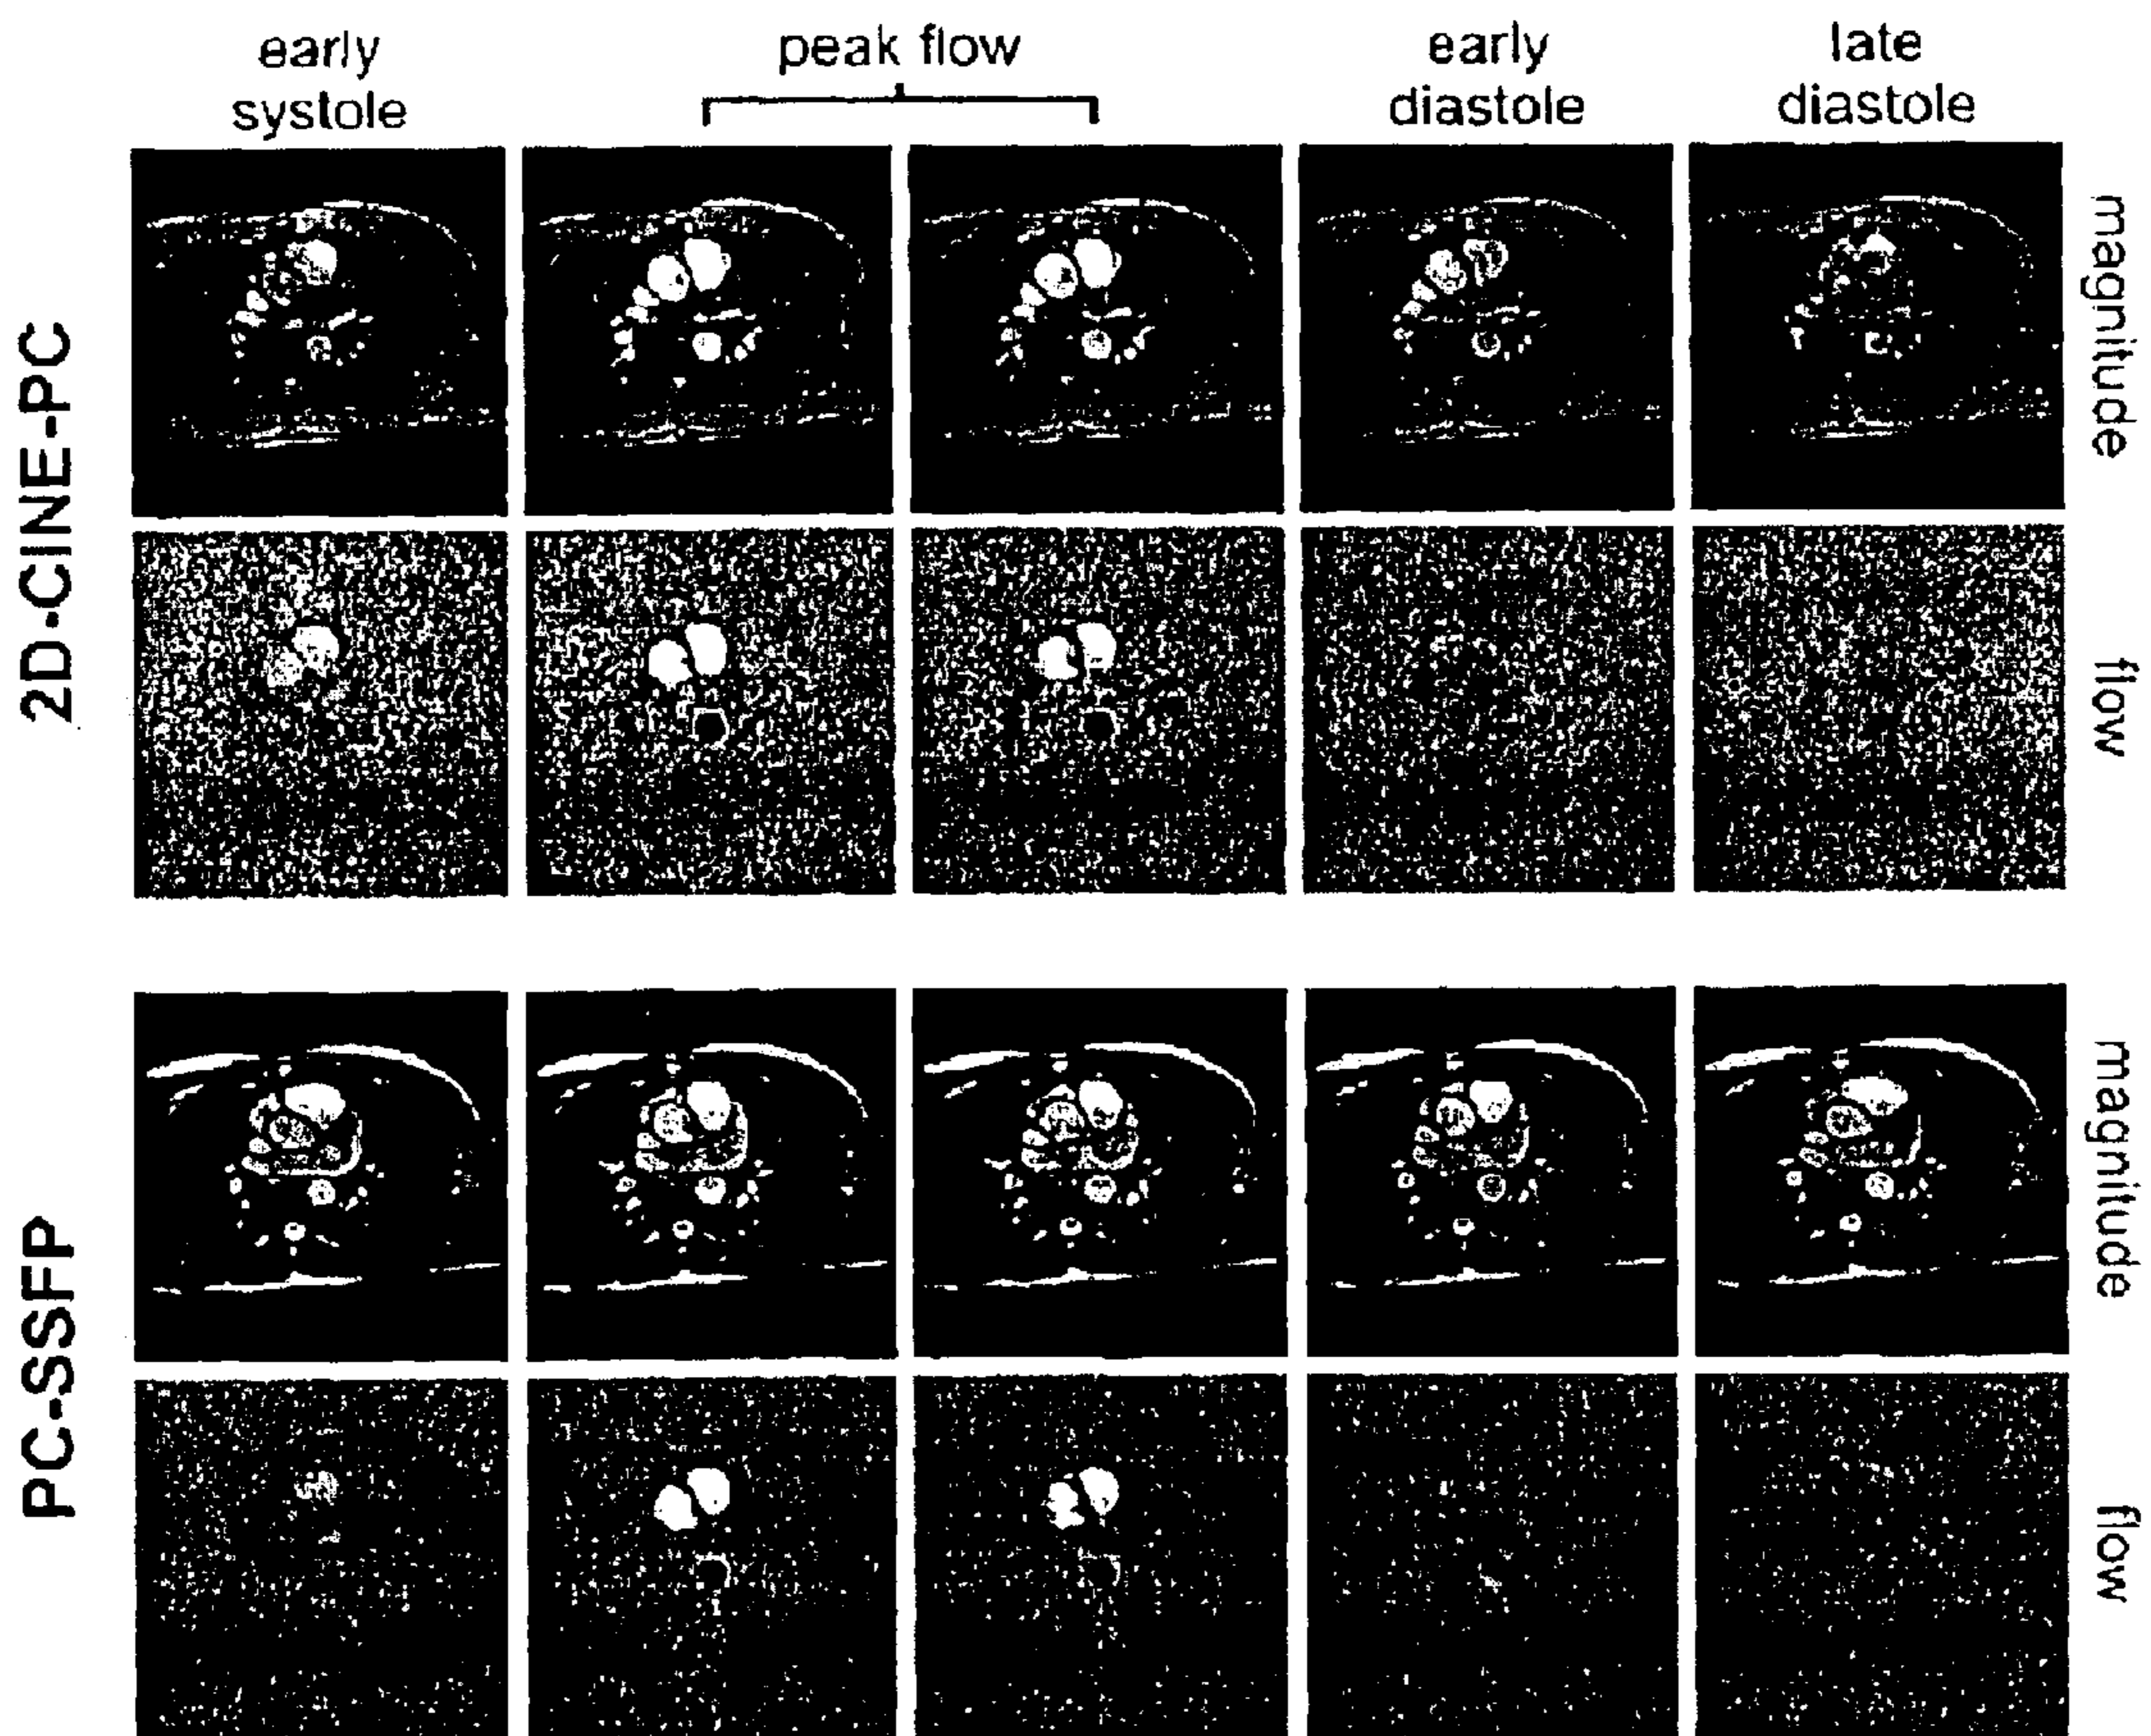 early
systole
peak flow
early
diastole
late
diastole
2D-CINE-PC
magnitude
flow
PC-SSFP
magnitude
flow